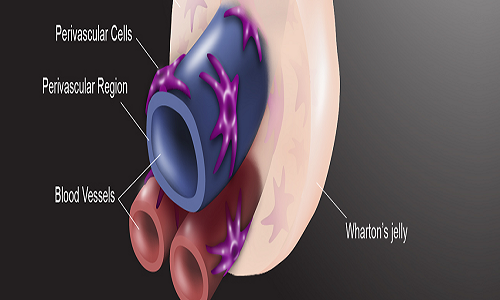 Perivascular Cells
Perivascular Region
Blood Vessels
Wharton's jelly